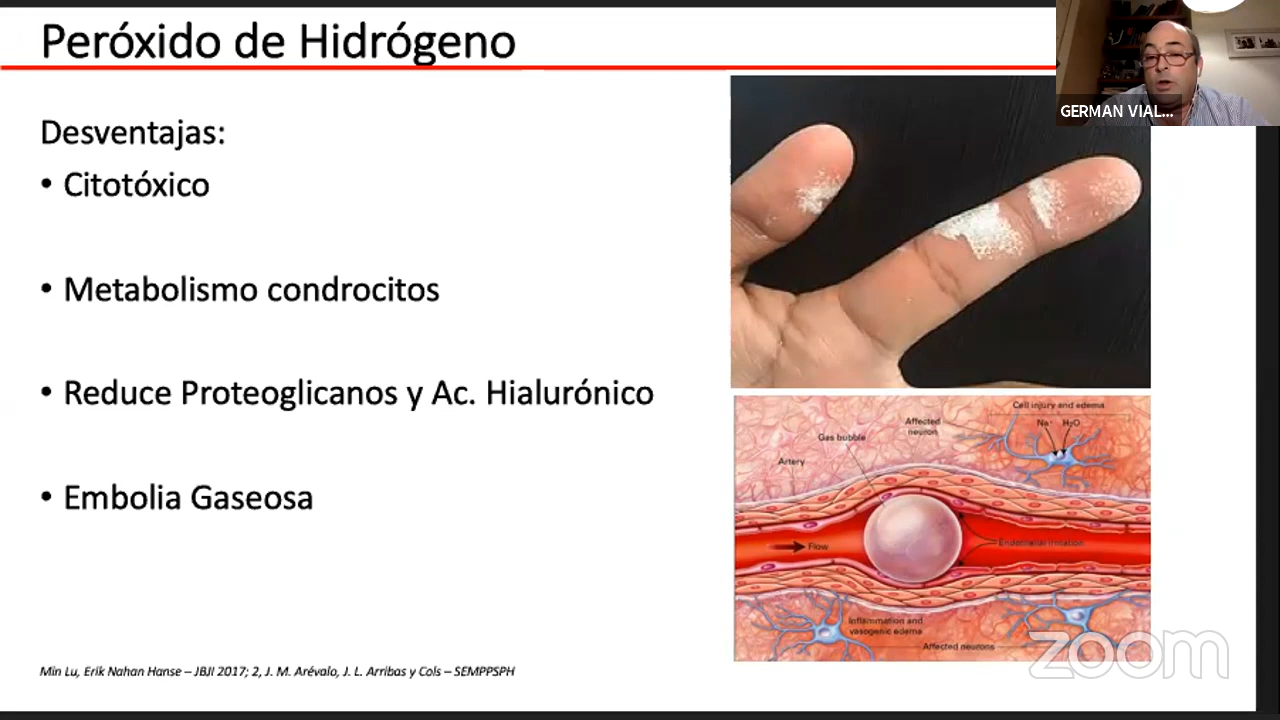 Peróxido de Hidrógeno
GERMAN VIAL...
Desventajas:
• Citotóxico
• Metabolismo condrocitos
• Reduce Proteoglicanos y Ac. Hialurónico
• Embolia Gaseosa
Cell injury and edema
Affected
neuron
Na⁺ H₂O
Gas bubble
Artery
Flow
Endothelial irritation
Inflammation and
vasogenic edema
Affected neurons
zoom
Min Lu, Erik Nahan Hanse – JBJI 2017; 2, J. M. Arévalo, J. L. Arribas y Cols – SEMPPSPH